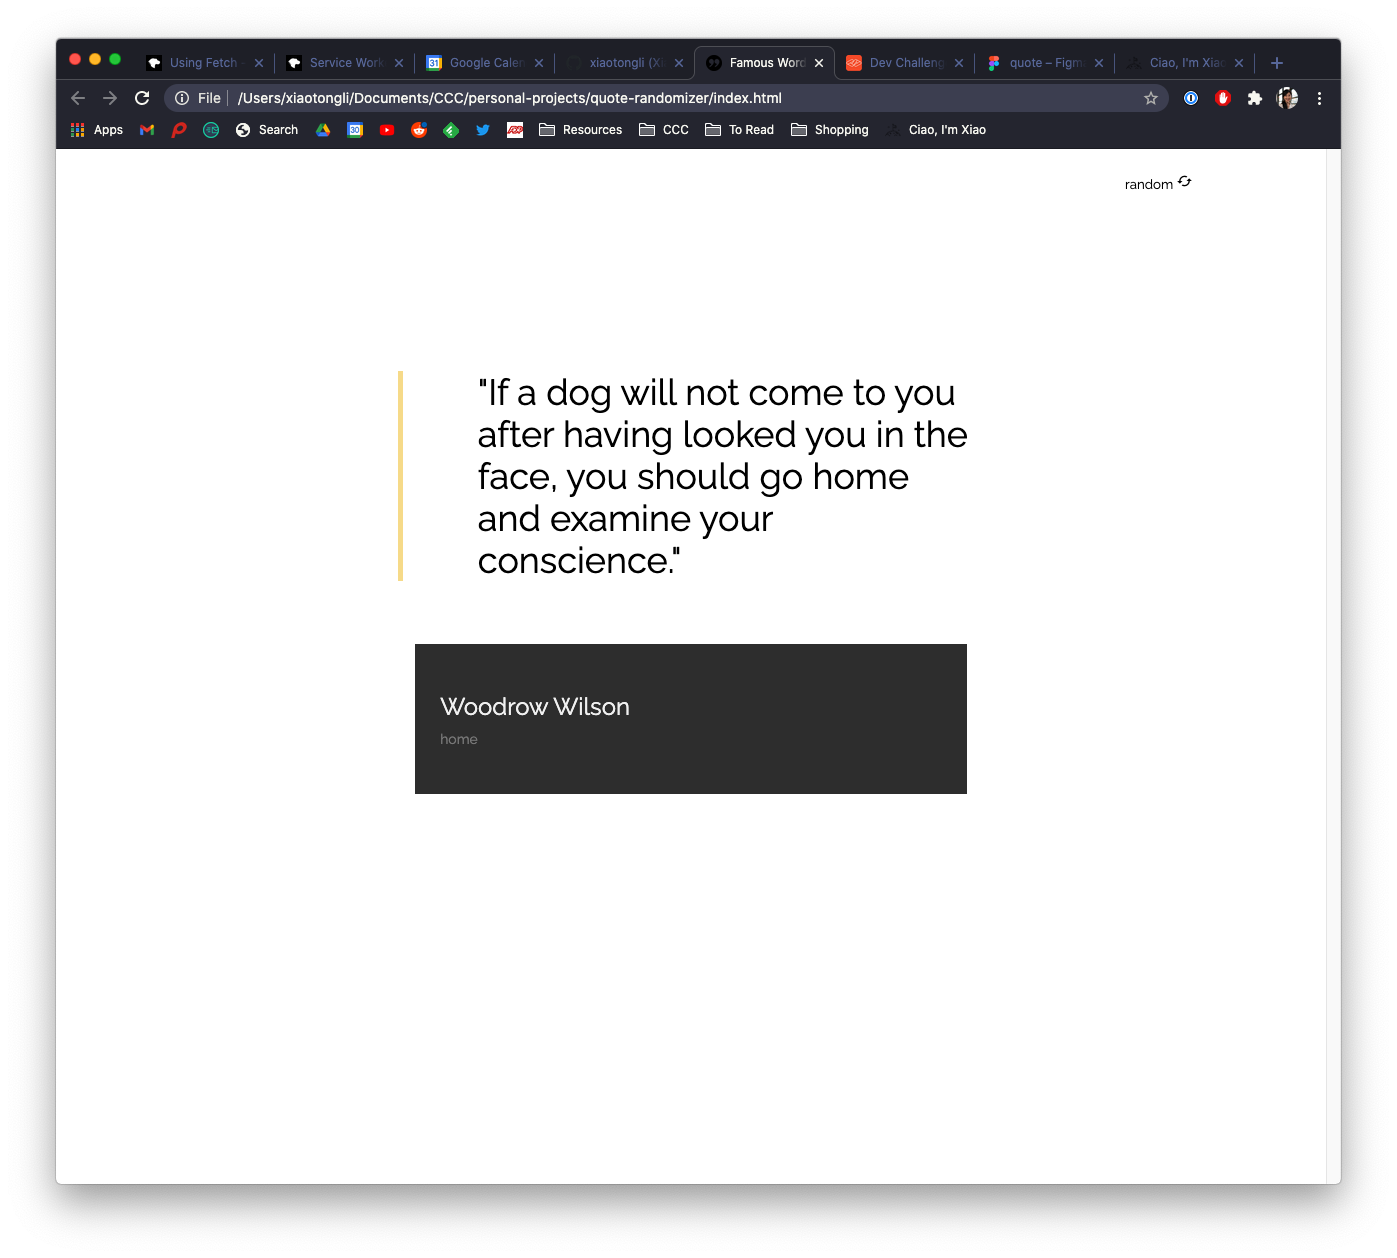 Using Fetch
Service Work
Google Calen
xiaotongli (Xi
Famous Word
Dev Challeng
quote – Figm
Ciao, I'm Xiao
File
/Users/xiaotongli/Documents/CCC/personal-projects/quote-randomizer/index.html
Apps
Search
Resources
CCC
To Read
Shopping
Ciao, I'm Xiao
random
"If a dog will not come to you
after having looked you in the
face, you should go home
and examine your
conscience."
Woodrow Wilson
home